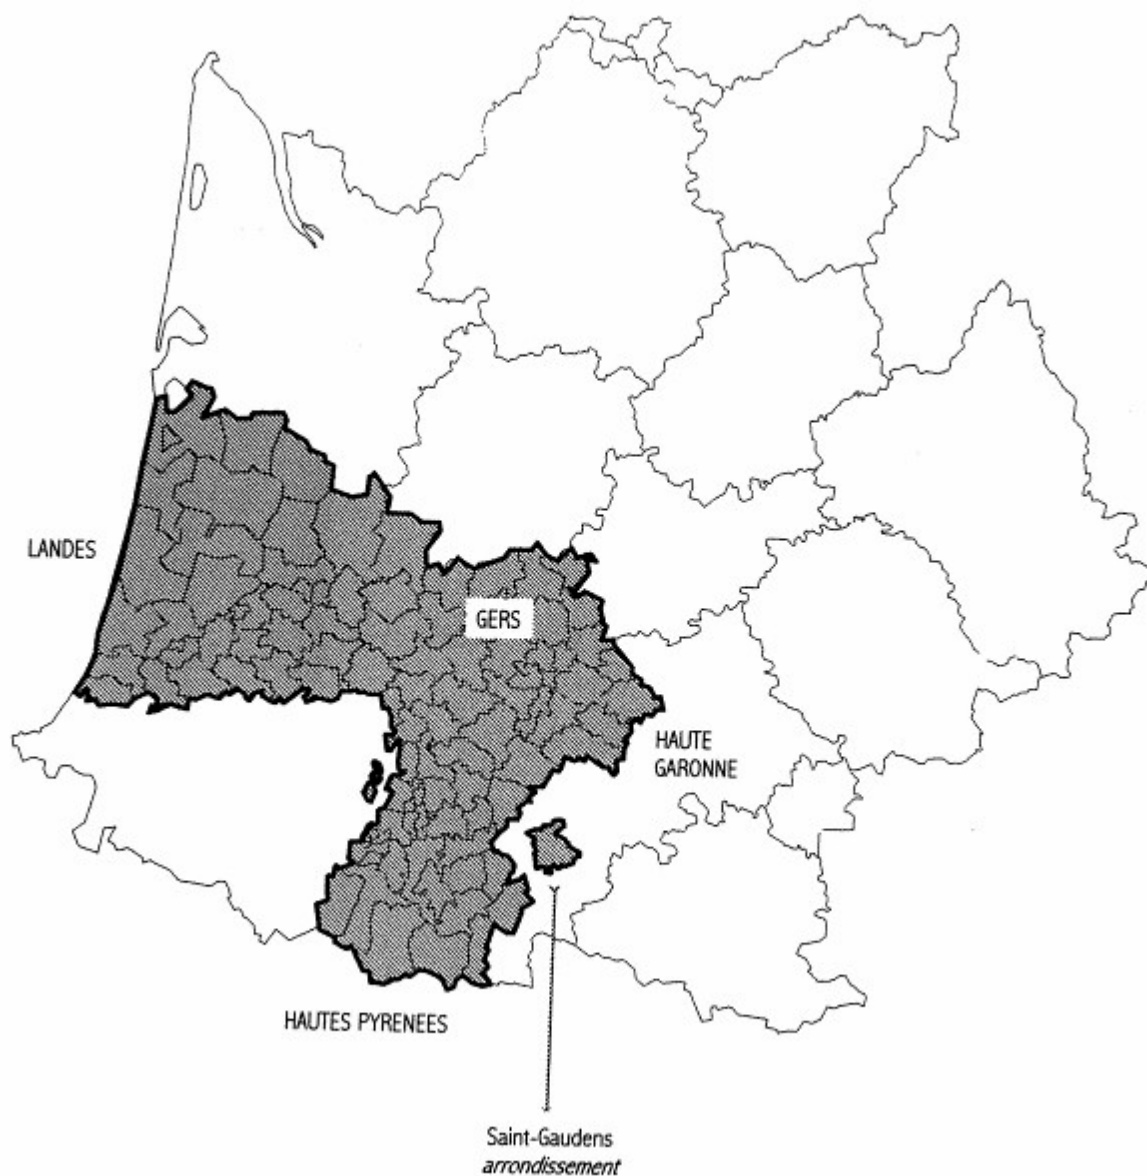 LANDES
GERS
HAUTE
GARONNE
HAUTES PYRENEES
Saint-Gaudens
arrondissement